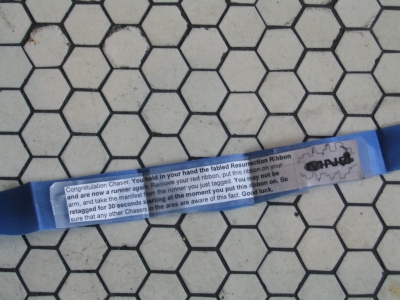 Congratulation Chaser. You hold in your hand the fabled Resurrection Ribbon
and are now a runner again. Remove your red ribbon, put this ribbon on your
arm, and take the manifest from the runner you just tagged. You may not be
retagged for 30 seconds starting at the moment you put this ribbon on. Be
sure that any other Chasers in the area are aware of this fact. Good luck.